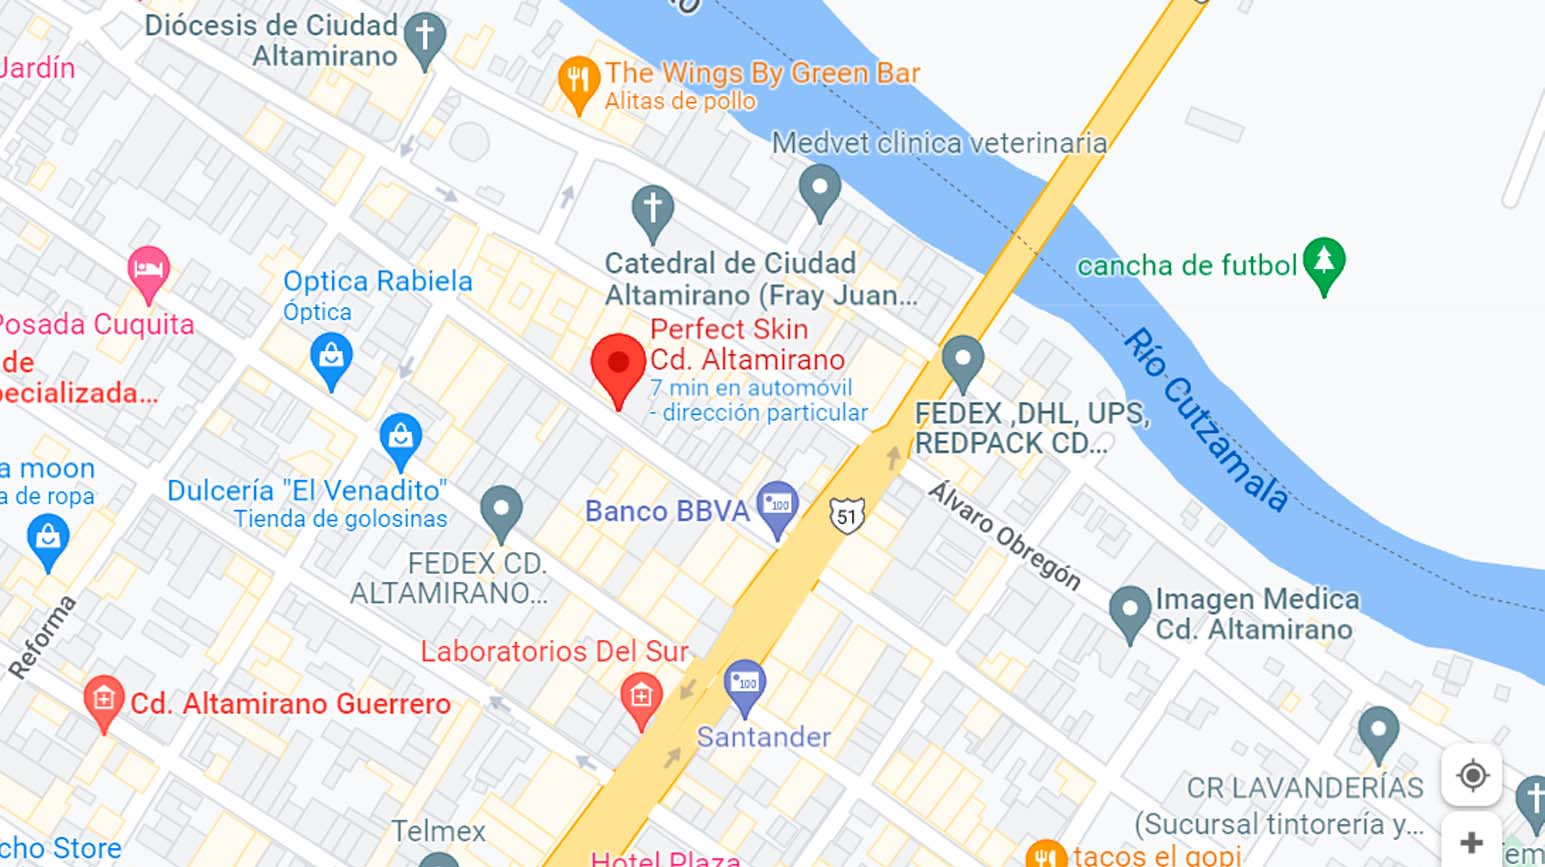 Diócesis de Ciudad
Altamirano
Jardín
The Wings By Green Bar
Alitas de pollo
Medvet clinica veterinaria
Catedral de Ciudad
Altamirano (Fray Juan...
cancha de futbol
Optica Rabiela
Óptica
Posada Cuquita
Perfect Skin
Cd. Altamirano
7 min en automóvil
- dirección particular
de
pecializada...
Río Cutzamala
FEDEX ,DHL, UPS,
REDPACK CD...
a moon
a de ropa
Dulcería "El Venadito"
Tienda de golosinas
Banco BBVA
51
Álvaro Obregón
FEDEX CD.
ALTAMIRANO...
Reforma
Imagen Medica
Cd. Altamirano
Laboratorios Del Sur
Cd. Altamirano Guerrero
Santander
CR LAVANDERÍAS
(Sucursal tintorería y...
Telmex
cho Store
Hotel Plaza
tacos el gopi